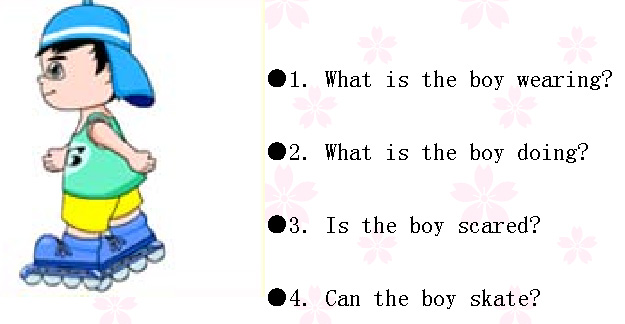 ●1. What is the boy wearing?
●2. What is the boy doing?
●3. Is the boy scared?
●4. Can the boy skate?